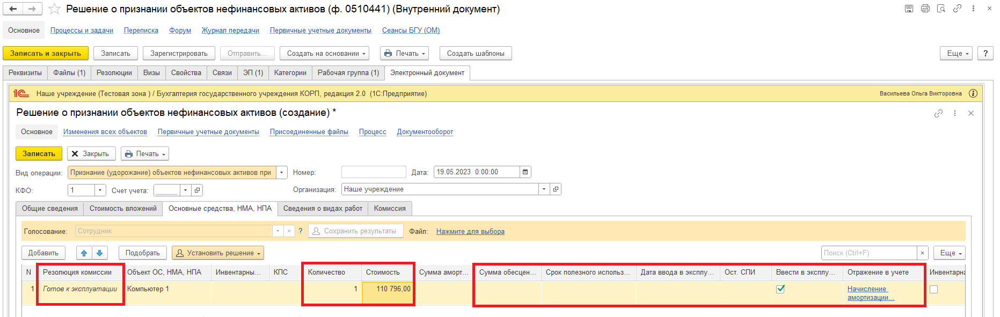 Решение о признании объектов нефинансовых активов (ф. 0510441) (Внутренний документ)
Основное Процессы и задачи Переписка Форум Журнал передачи Первичные учетные документы Сеансы БГУ (ОМ)
Записать и закрыть Записать Зарегистрировать Отправить... Создать на основании Печать Создать шаблоны Еще ?
Реквизиты Файлы (1) Резолюции Визы Свойства Связи ЭП (1) Категории Рабочая группа (1) Электронный документ
1С Наше учреждение (Тестовая зона ) / Бухгалтерия государственного учреждения КОРП, редакция 2.0 (1С:Предприятие) Васильева Ольга Викторовна
Решение о признании объектов нефинансовых активов (создание) *
Основное Изменения всех объектов Первичные учетные документы Присоединенные файлы Процесс Документооборот
Записать Закрыть Печать
Вид операции: Признание (удорожание) объектов нефинансовых активов при Номер: Дата: 19.05.2023 0:00:00
КФО: 1 Счет учета: Организация: Наше учреждение
Общие сведения Стоимость вложений Основные средства, НМА, НПА Сведения о видах работ Комиссия
Голосование: Сотрудник ? Сохранить результаты Файл: Нажмите для выбора
Добавить Подобрать Установить решение Поиск (Ctrl+F) × Еще
N Резолюция комиссии Объект ОС, НМА, НПА Инвентарны... КПС Количество Стоимость Сумма аморт... Сумма обесцен... Срок полезного использ... Дата ввода в эксплу... Ост. СПИ Ввести в эксплу... Отражение в учете Инвентарна
1 Готов к эксплуатации Компьютер 1 1 110 796,00 Начисление
амортизации...